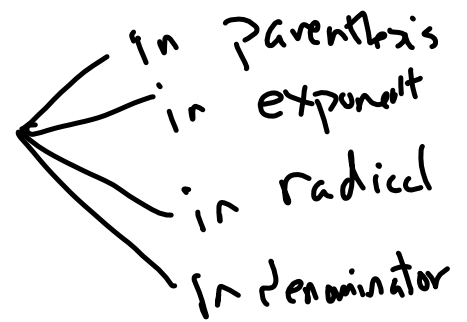 in parenthesis
in exponent
in radical
in denominator